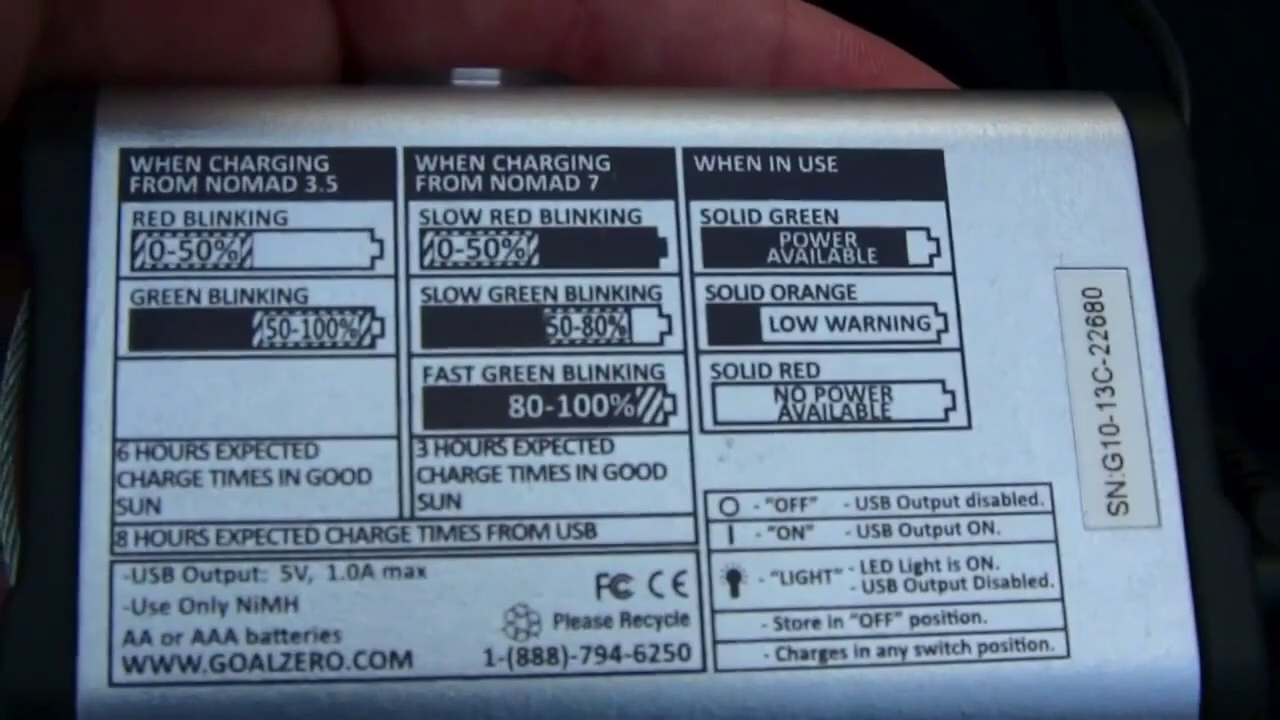 WHEN CHARGING
FROM NOMAD 3.5
RED BLINKING
0-50%
GREEN BLINKING
50-100%
6 HOURS EXPECTED
CHARGE TIMES IN GOOD
SUN
WHEN CHARGING
FROM NOMAD 7
SLOW RED BLINKING
0-50%
SLOW GREEN BLINKING
50-80%
FAST GREEN BLINKING
80-100%
3 HOURS EXPECTED
CHARGE TIMES IN GOOD
SUN
8 HOURS EXPECTED CHARGE TIMES FROM USB
WHEN IN USE
SOLID GREEN
POWER
AVAILABLE
SOLID ORANGE
LOW WARNING
SOLID RED
NO POWER
AVAILABLE
-USB Output: 5V, 1.0A max
-Use Only NiMH
AA or AAA batteries
WWW.GOALZERO.COM
FC CE
Please Recycle
1-(888)-794-6250
O - "OFF" - USB Output disabled.
| - "ON" - USB Output ON.
- "LIGHT" - LED Light is ON.
- USB Output Disabled.
- Store in "OFF" position.
- Charges in any switch position.
SN:G10-13C-22680